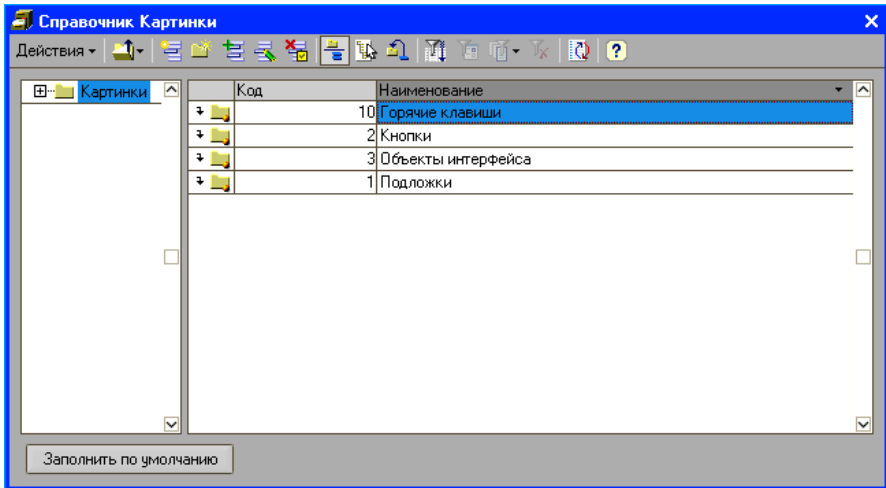 Справочник Картинки
Действия
Картинки
Код Наименование
10 Горячие клавиши
2 Кнопки
3 Объекты интерфейса
1 Подложки
Заполнить по умолчанию